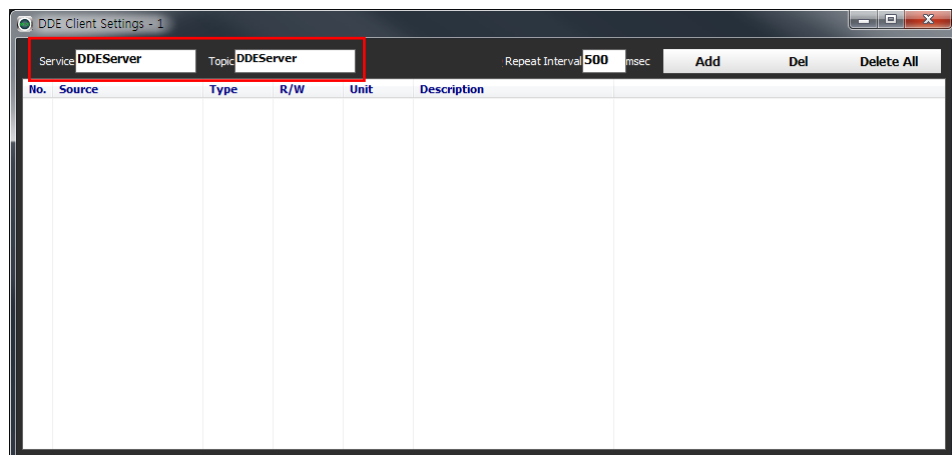 DDE Client Settings - 1
Service DDEServer Topic DDEServer Repeat Interval 500 msec Add Del Delete All
No. Source Type R/W Unit Description